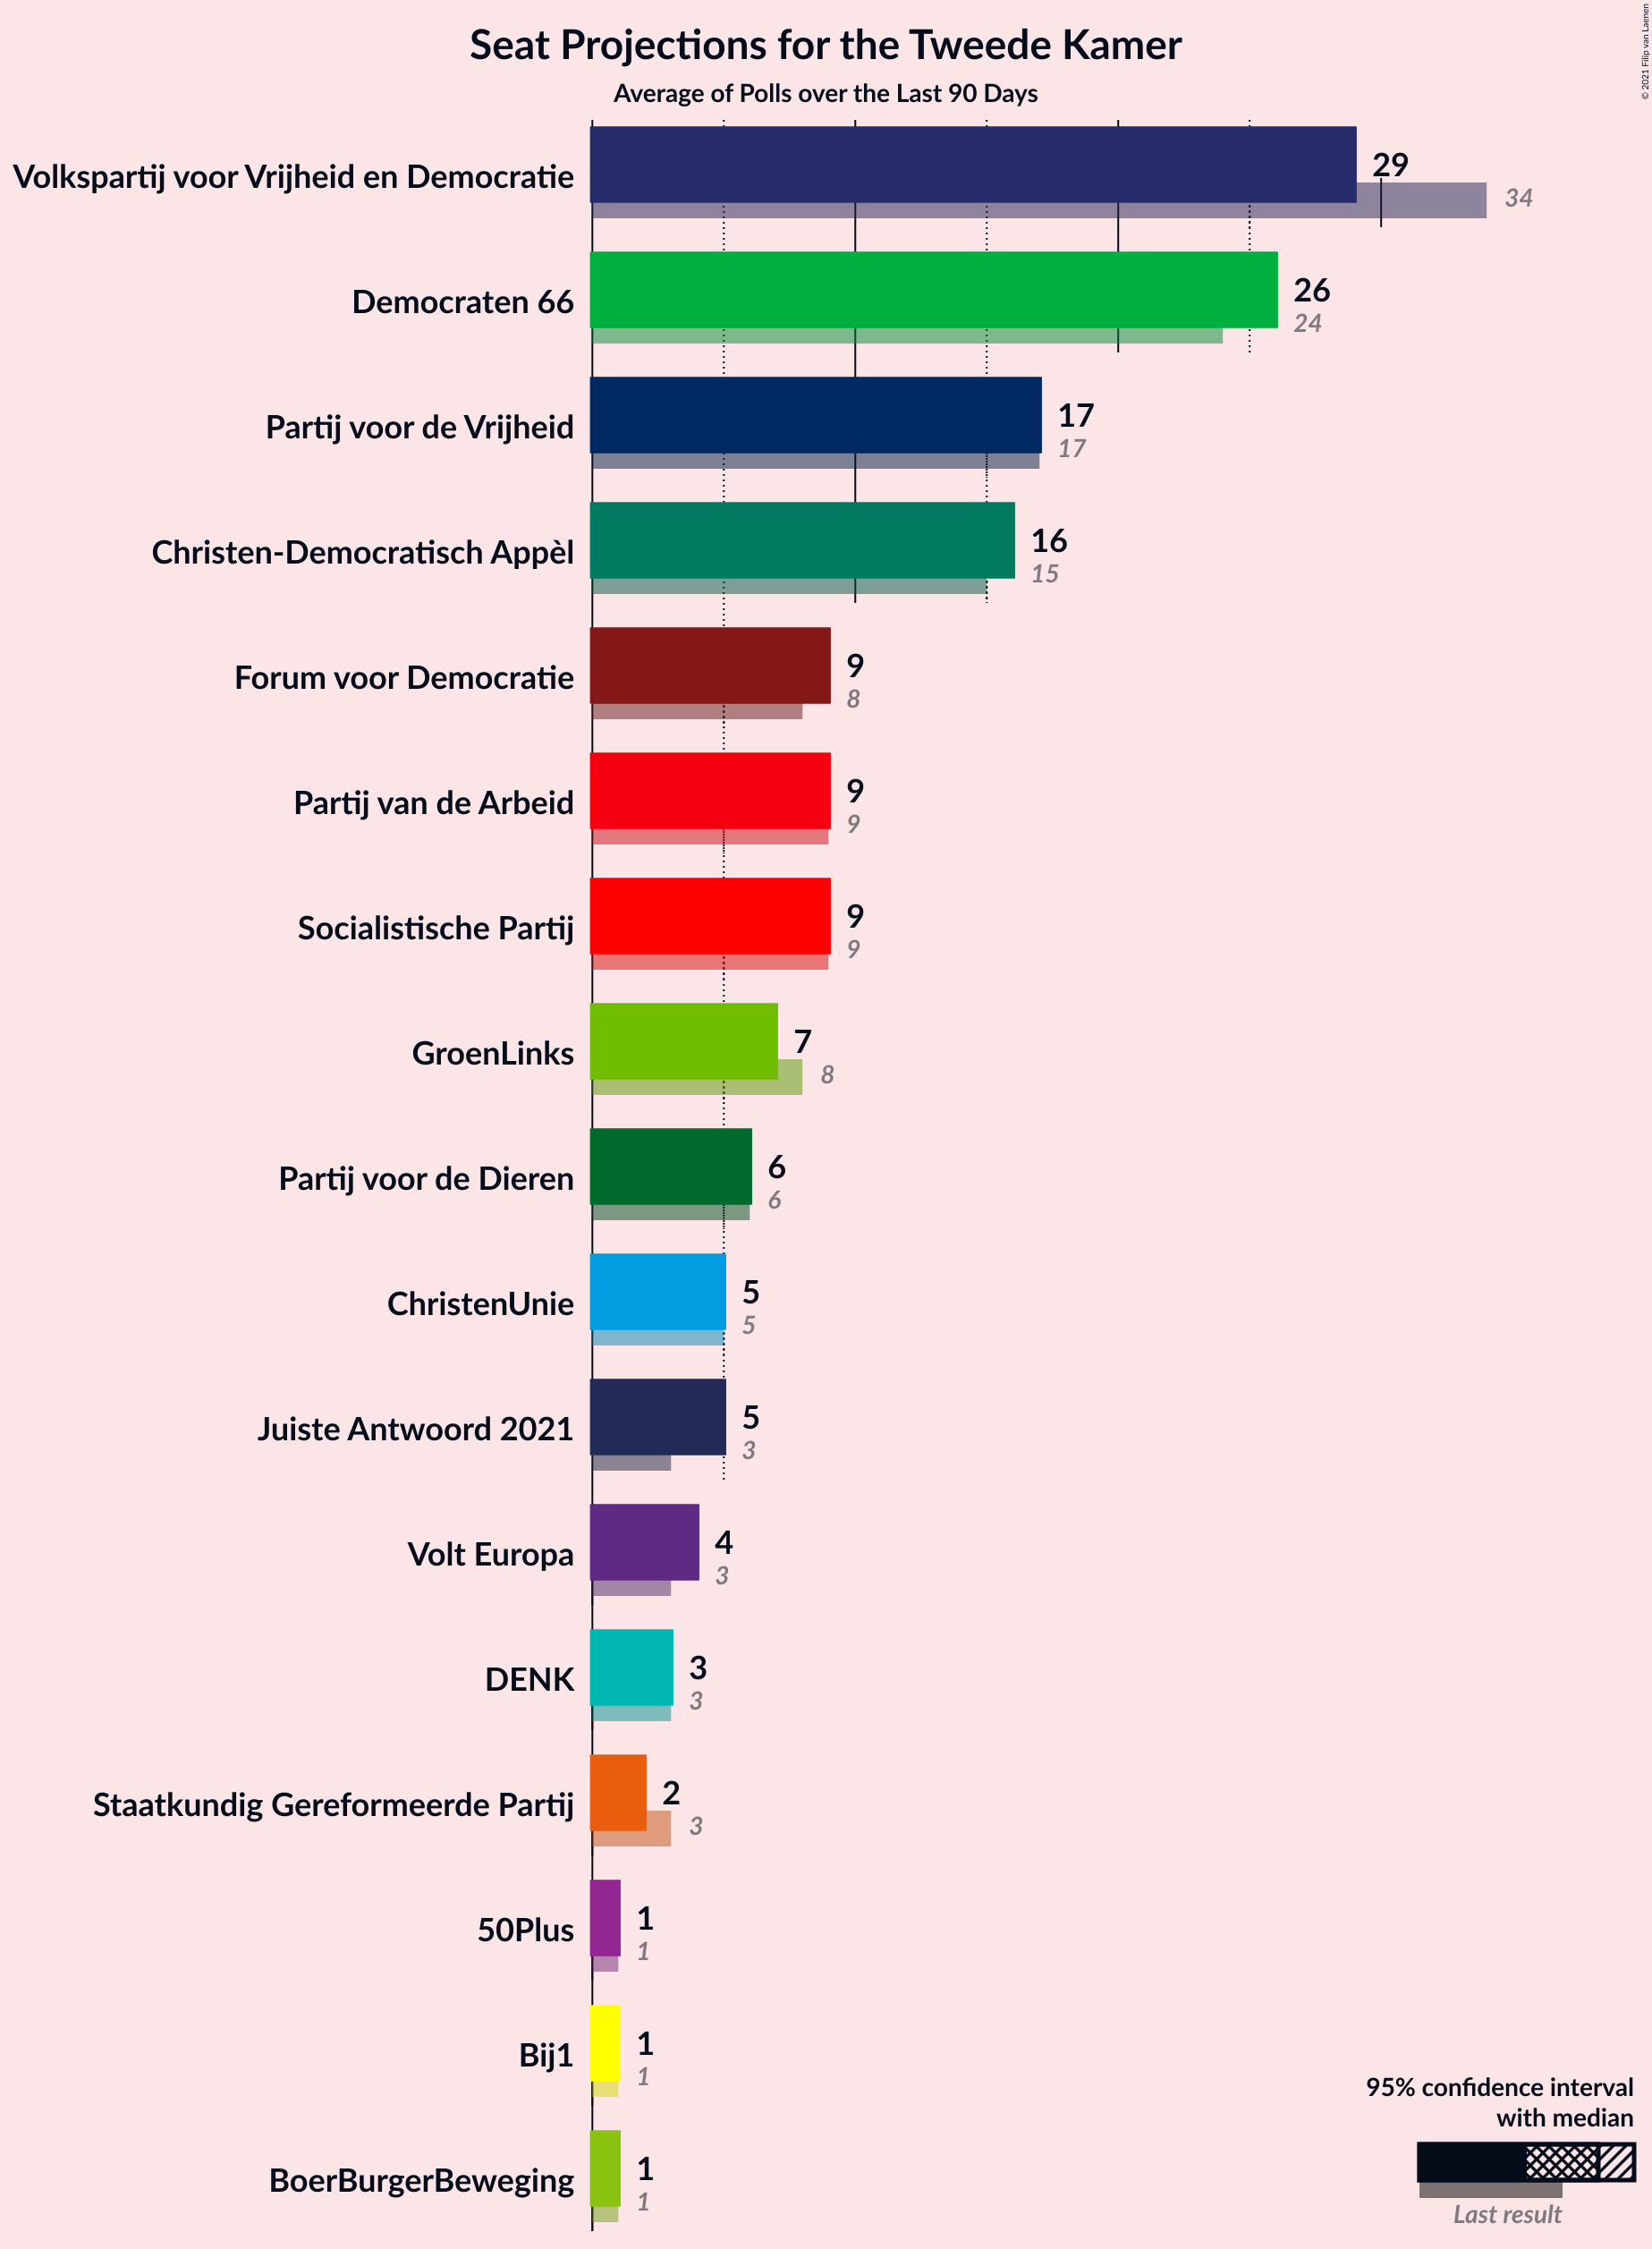 Seat Projections for the Tweede Kamer
Average of Polls over the Last 90 Days
© 2021 Filip van Laenen
Volkspartij voor Vrijheid en Democratie
29
34
Democraten 66
26
24
Partij voor de Vrijheid
17
17
Christen-Democratisch Appèl
16
15
Forum voor Democratie
9
8
Partij van de Arbeid
9
9
Socialistische Partij
9
9
GroenLinks
7
8
Partij voor de Dieren
6
6
ChristenUnie
5
5
Juiste Antwoord 2021
5
3
Volt Europa
4
3
DENK
3
3
Staatkundig Gereformeerde Partij
2
3
50Plus
1
1
Bij1
1
1
BoerBurgerBeweging
1
1
95% confidence interval
with median
Last result